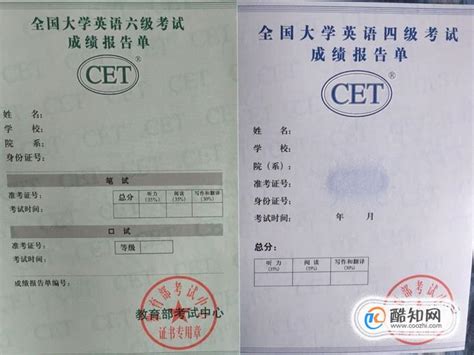 全国大学英语六级考试
成绩报告单
CET®
姓 名:
学 校:
院 系:
身份证号:
笔 试
准考证号:
考试时间:
总分
听力
(35%)
阅读
(35%)
写作和翻译
(30%)
口 试
准考证号:
考试时间:
等级
成绩报告单编号:
教育部考试中心
证书专用章
全国大学英语四级考试
成绩报告单
CET®
姓 名:
学 校:
院(系):
准考证号:
身份证号:
考试时间: 年 月
总分:
听 力
(35%)
阅 读
(35%)
写作和翻译
(30%)
酷知网
www.coozhi.com